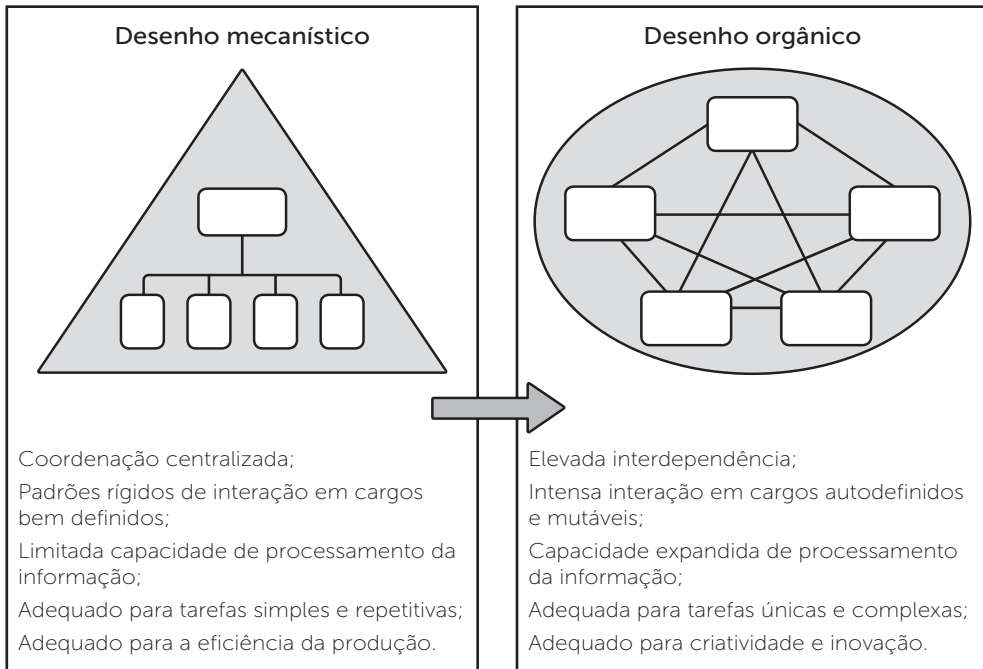 Desenho mecanístico
Coordenação centralizada;
Padrões rígidos de interação em cargos
bem definidos;
Limitada capacidade de processamento da
informação;
Adequado para tarefas simples e repetitivas;
Adequado para a eficiência da produção.
Desenho orgânico
Elevada interdependência;
Intensa interação em cargos autodefinidos
e mutáveis;
Capacidade expandida de processamento
da informação;
Adequada para tarefas únicas e complexas;
Adequado para criatividade e inovação.